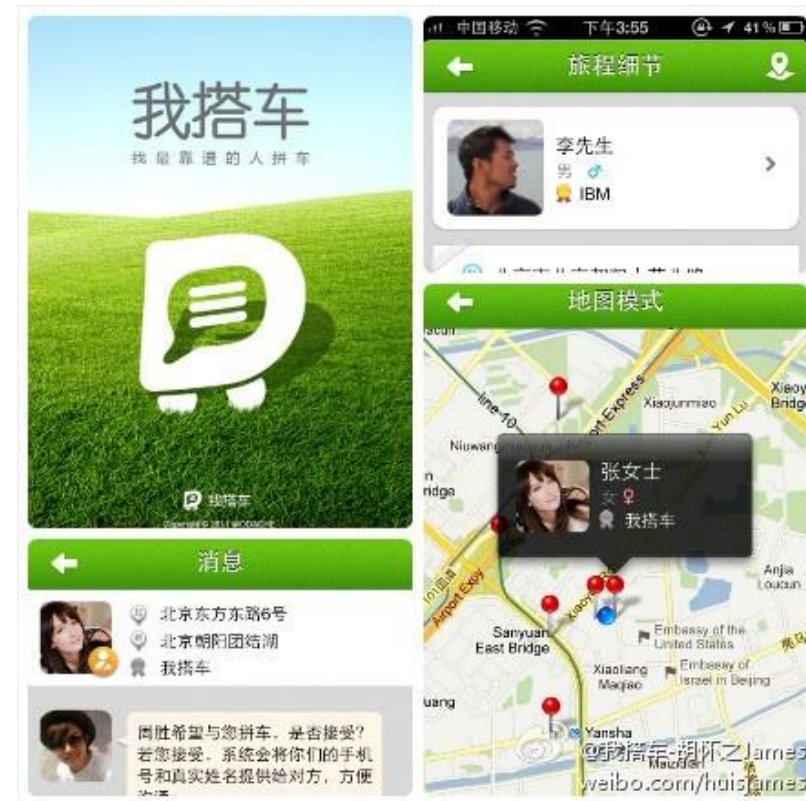 我搭车
找最靠谱的人拼车
我搭车
Copyright © 2011 WODACHE
消息
北京东方东路6号
北京朝阳团结湖
我搭车
周胜希望与您拼车，是否接受?
若您接受，系统会将你们的手机
号和真实姓名提供给对方，方便
中国移动
下午3:55
41%
旅程细节
李先生
男 ♂
IBM
地图模式
line 10
Airport Express
Xiaojunmiao
Yun Lu
Bridge
张女士
女 ♀
我搭车
Airport Expy
Sanyuan
East Bridge
Anjia
Loucun
Embassy of the
United States
Xiaoliang
Maqiao
Embassy of
Israel in Beijing
Yansha
Maizidian
@我搭车-胡怀之James
weibo.com/huisjames